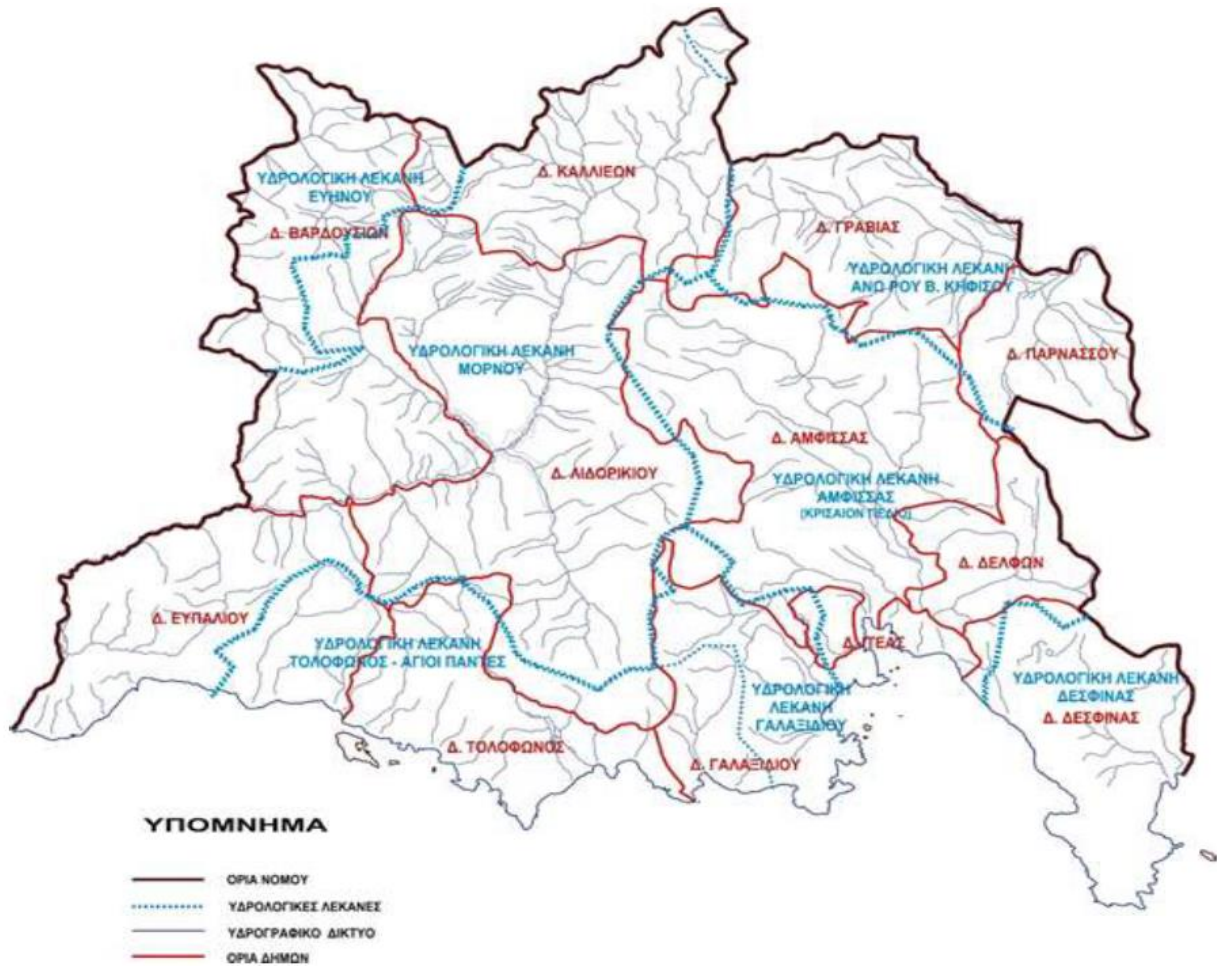 Δ. ΚΑΛΛΙΕΩΝ
ΥΔΡΟΛΟΓΙΚΗ ΛΕΚΑΝΗ
ΕΥΗΝΟΥ
Δ. ΒΑΡΔΟΥΣΙΩΝ
Δ. ΓΡΑΒΙΑΣ
ΥΔΡΟΛΟΓΙΚΗ ΛΕΚΑΝΗ
ΑΝΩ ΡΟΥ Β. ΚΗΦΙΣΟΥ
ΥΔΡΟΛΟΓΙΚΗ ΛΕΚΑΝΗ
ΜΟΡΝΟΥ
Δ. ΠΑΡΝΑΣΣΟΥ
Δ. ΑΜΦΙΣΣΑΣ
Δ. ΛΙΔΟΡΙΚΙΟΥ
ΥΔΡΟΛΟΓΙΚΗ ΛΕΚΑΝΗ
ΑΜΦΙΣΣΑΣ
(ΚΡΙΣΑΙΟΝ ΠΕΔΙΟ)
Δ. ΔΕΛΦΩΝ
Δ. ΕΥΠΑΛΙΟΥ
ΥΔΡΟΛΟΓΙΚΗ ΛΕΚΑΝΗ
ΤΟΛΟΦΩΝΟΣ - ΑΓΙΟΙ ΠΑΝΤΕΣ
Δ. ΙΤΕΑΣ
ΥΔΡΟΛΟΓΙΚΗ
ΛΕΚΑΝΗ
ΓΑΛΑΞΙΔΙΟΥ
ΥΔΡΟΛΟΓΙΚΗ ΛΕΚΑΝΗ
ΔΕΣΦΙΝΑΣ
Δ. ΔΕΣΦΙΝΑΣ
Δ. ΤΟΛΟΦΩΝΟΣ
Δ. ΓΑΛΑΞΙΔΙΟΥ
ΥΠΟΜΝΗΜΑ
ΟΡΙΑ ΝΟΜΟΥ
ΥΔΡΟΛΟΓΙΚΕΣ ΛΕΚΑΝΕΣ
ΥΔΡΟΓΡΑΦΙΚΟ ΔΙΚΤΥΟ
ΟΡΙΑ ΔΗΜΩΝ